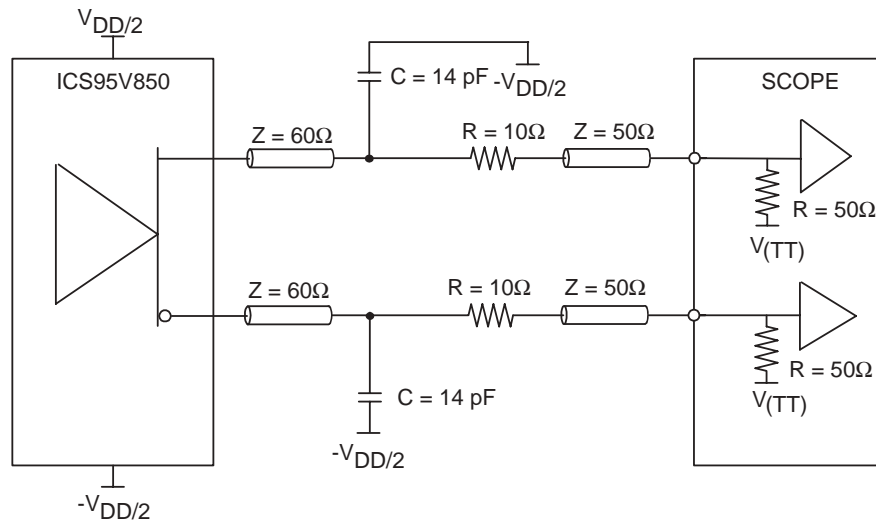 VDD/2
ICS95V850
C = 14 pF
-VDD/2
SCOPE
Z = 60Ω
R = 10Ω
Z = 50Ω
R = 50Ω
V(TT)
Z = 60Ω
R = 10Ω
Z = 50Ω
R = 50Ω
V(TT)
C = 14 pF
-VDD/2
-VDD/2